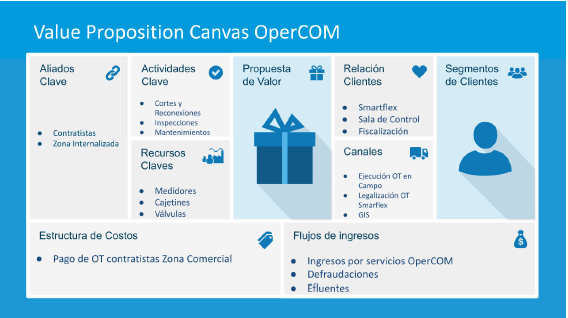 Value Proposition Canvas OperCOM
Aliados
Clave
• Contratistas
• Zona Internalizada
Actividades
Clave
• Cortes y
Reconexiones
• Inspecciones
• Mantenimientos
Recursos
Claves
• Medidores
• Cajetines
• Válvulas
Propuesta
de Valor
Relación
Clientes
• Smartflex
• Sala de Control
• Fiscalización
Canales
• Ejecución OT en
Campo
• Legalización OT
Smarflex
• GIS
Segmentos
de Clientes
Estructura de Costos
• Pago de OT contratistas Zona Comercial
Flujos de ingresos
$
• Ingresos por servicios OperCOM
• Defraudaciones
• Efluentes